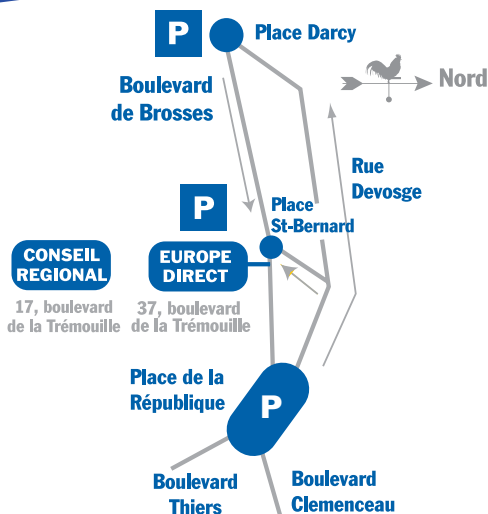 P
Place Darcy
Nord
Boulevard
de Brosses
Rue
Devosge
P
Place
St-Bernard
CONSEIL
REGIONAL
EUROPE
DIRECT
17, boulevard
de la Trémouille
37, boulevard
de la Trémouille
Place de la
République
P
Boulevard
Thiers
Boulevard
Clemenceau